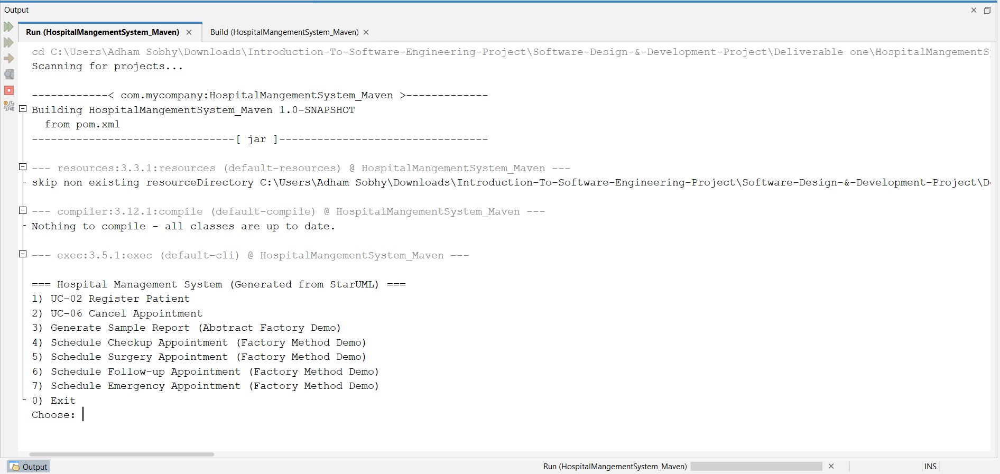 Output
Run (HospitalMangementSystem_Maven)
Build (HospitalMangementSystem_Maven)
cd C:\Users\Adham Sobhy\Downloads\Introduction-To-Software-Engineering-Project\Software-Design-&-Development-Project\Deliverable one\HospitalMangementS
Scanning for projects...
------------< com.mycompany:HospitalMangementSystem_Maven >-------------
Building HospitalMangementSystem_Maven 1.0-SNAPSHOT
from pom.xml
--------------------------------[ jar ]---------------------------------
--- resources:3.3.1:resources (default-resources) @ HospitalMangementSystem_Maven ---
skip non existing resourceDirectory C:\Users\Adham Sobhy\Downloads\Introduction-To-Software-Engineering-Project\Software-Design-&-Development-Project\D
--- compiler:3.12.1:compile (default-compile) @ HospitalMangementSystem_Maven ---
Nothing to compile - all classes are up to date.
--- exec:3.5.1:exec (default-cli) @ HospitalMangementSystem_Maven ---
=== Hospital Management System (Generated from StarUML) ===
1) UC-02 Register Patient
2) UC-06 Cancel Appointment
3) Generate Sample Report (Abstract Factory Demo)
4) Schedule Checkup Appointment (Factory Method Demo)
5) Schedule Surgery Appointment (Factory Method Demo)
6) Schedule Follow-up Appointment (Factory Method Demo)
7) Schedule Emergency Appointment (Factory Method Demo)
0) Exit
Choose:
Output
Run (HospitalMangementSystem_Maven)
INS